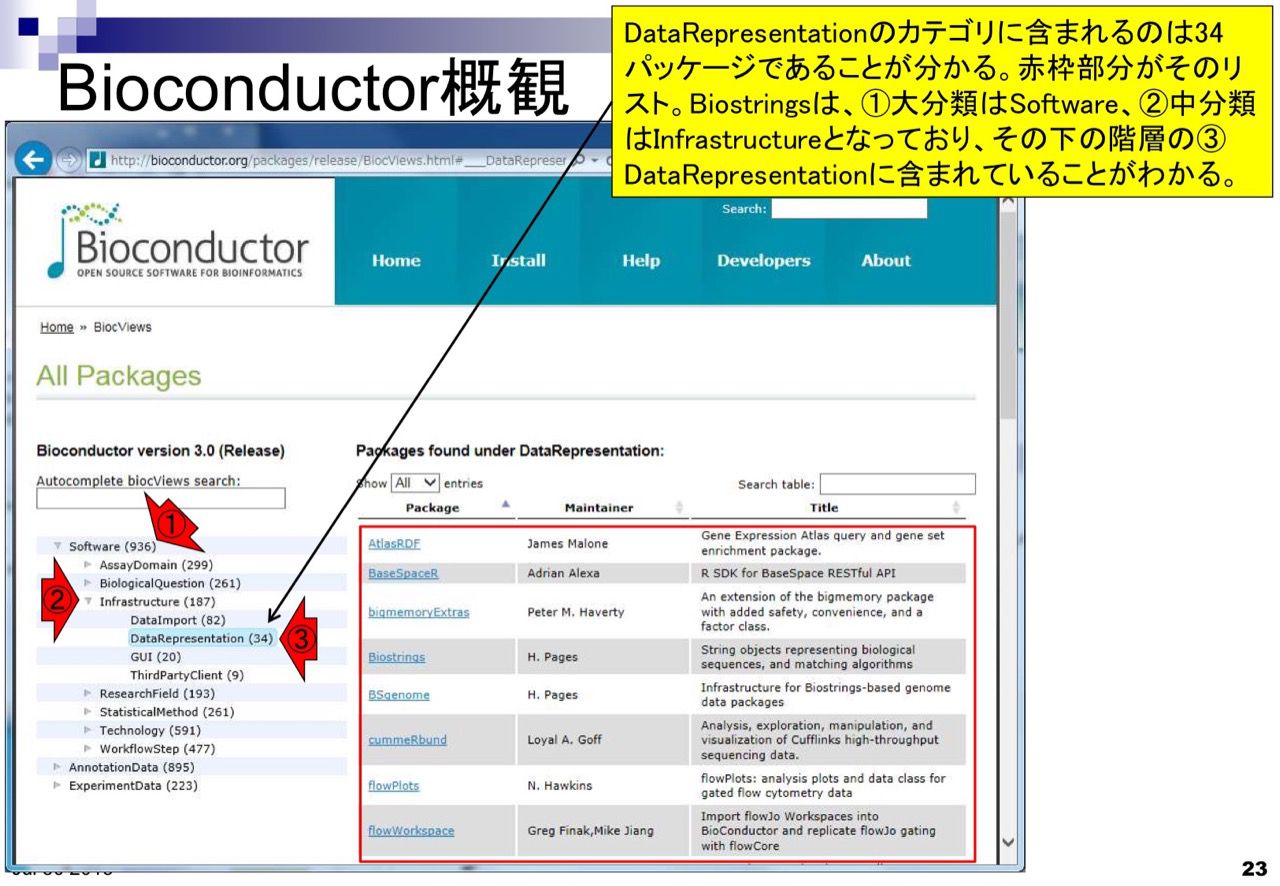 Bioconductor概観
DataRepresentationのカテゴリに含まれるのは34
パッケージであることが分かる。赤枠部分がそのリ
スト。Biostringsは、①大分類はSoftware、②中分類
はInfrastructureとなっており、その下の階層の③
DataRepresentationに含まれていることがわかる。
http://bioconductor.org/packages/release/BiocViews.html#___DataRepreser
Bioconductor
OPEN SOURCE SOFTWARE FOR BIOINFORMATICS
Search:
Home Install Help Developers About
Home » BiocViews
All Packages
Bioconductor version 3.0 (Release)
Autocomplete biocViews search:
①
Software (936)
AssayDomain (299)
BiologicalQuestion (261)
② Infrastructure (187)
DataImport (82)
DataRepresentation (34) ③
GUI (20)
ThirdPartyClient (9)
ResearchField (193)
StatisticalMethod (261)
Technology (591)
WorkflowStep (477)
AnnotationData (895)
ExperimentData (223)
Packages found under DataRepresentation:
Show All entries
Search table:
Package Maintainer Title
AtlasRDF James Malone Gene Expression Atlas query and gene set
enrichment package.
BaseSpaceR Adrian Alexa R SDK for BaseSpace RESTful API
bigmemoryExtras Peter M. Haverty An extension of the bigmemory package
with added safety, convenience, and a
factor class.
Biostrings H. Pages String objects representing biological
sequences, and matching algorithms
BSgenome H. Pages Infrastructure for Biostrings-based genome
data packages
cummeRbund Loyal A. Goff Analysis, exploration, manipulation, and
visualization of Cufflinks high-throughput
sequencing data.
flowPlots N. Hawkins flowPlots: analysis plots and data class for
gated flow cytometry data
flowWorkspace Greg Finak,Mike Jiang Import flowJo Workspaces into
BioConductor and replicate flowJo gating
with flowCore
23